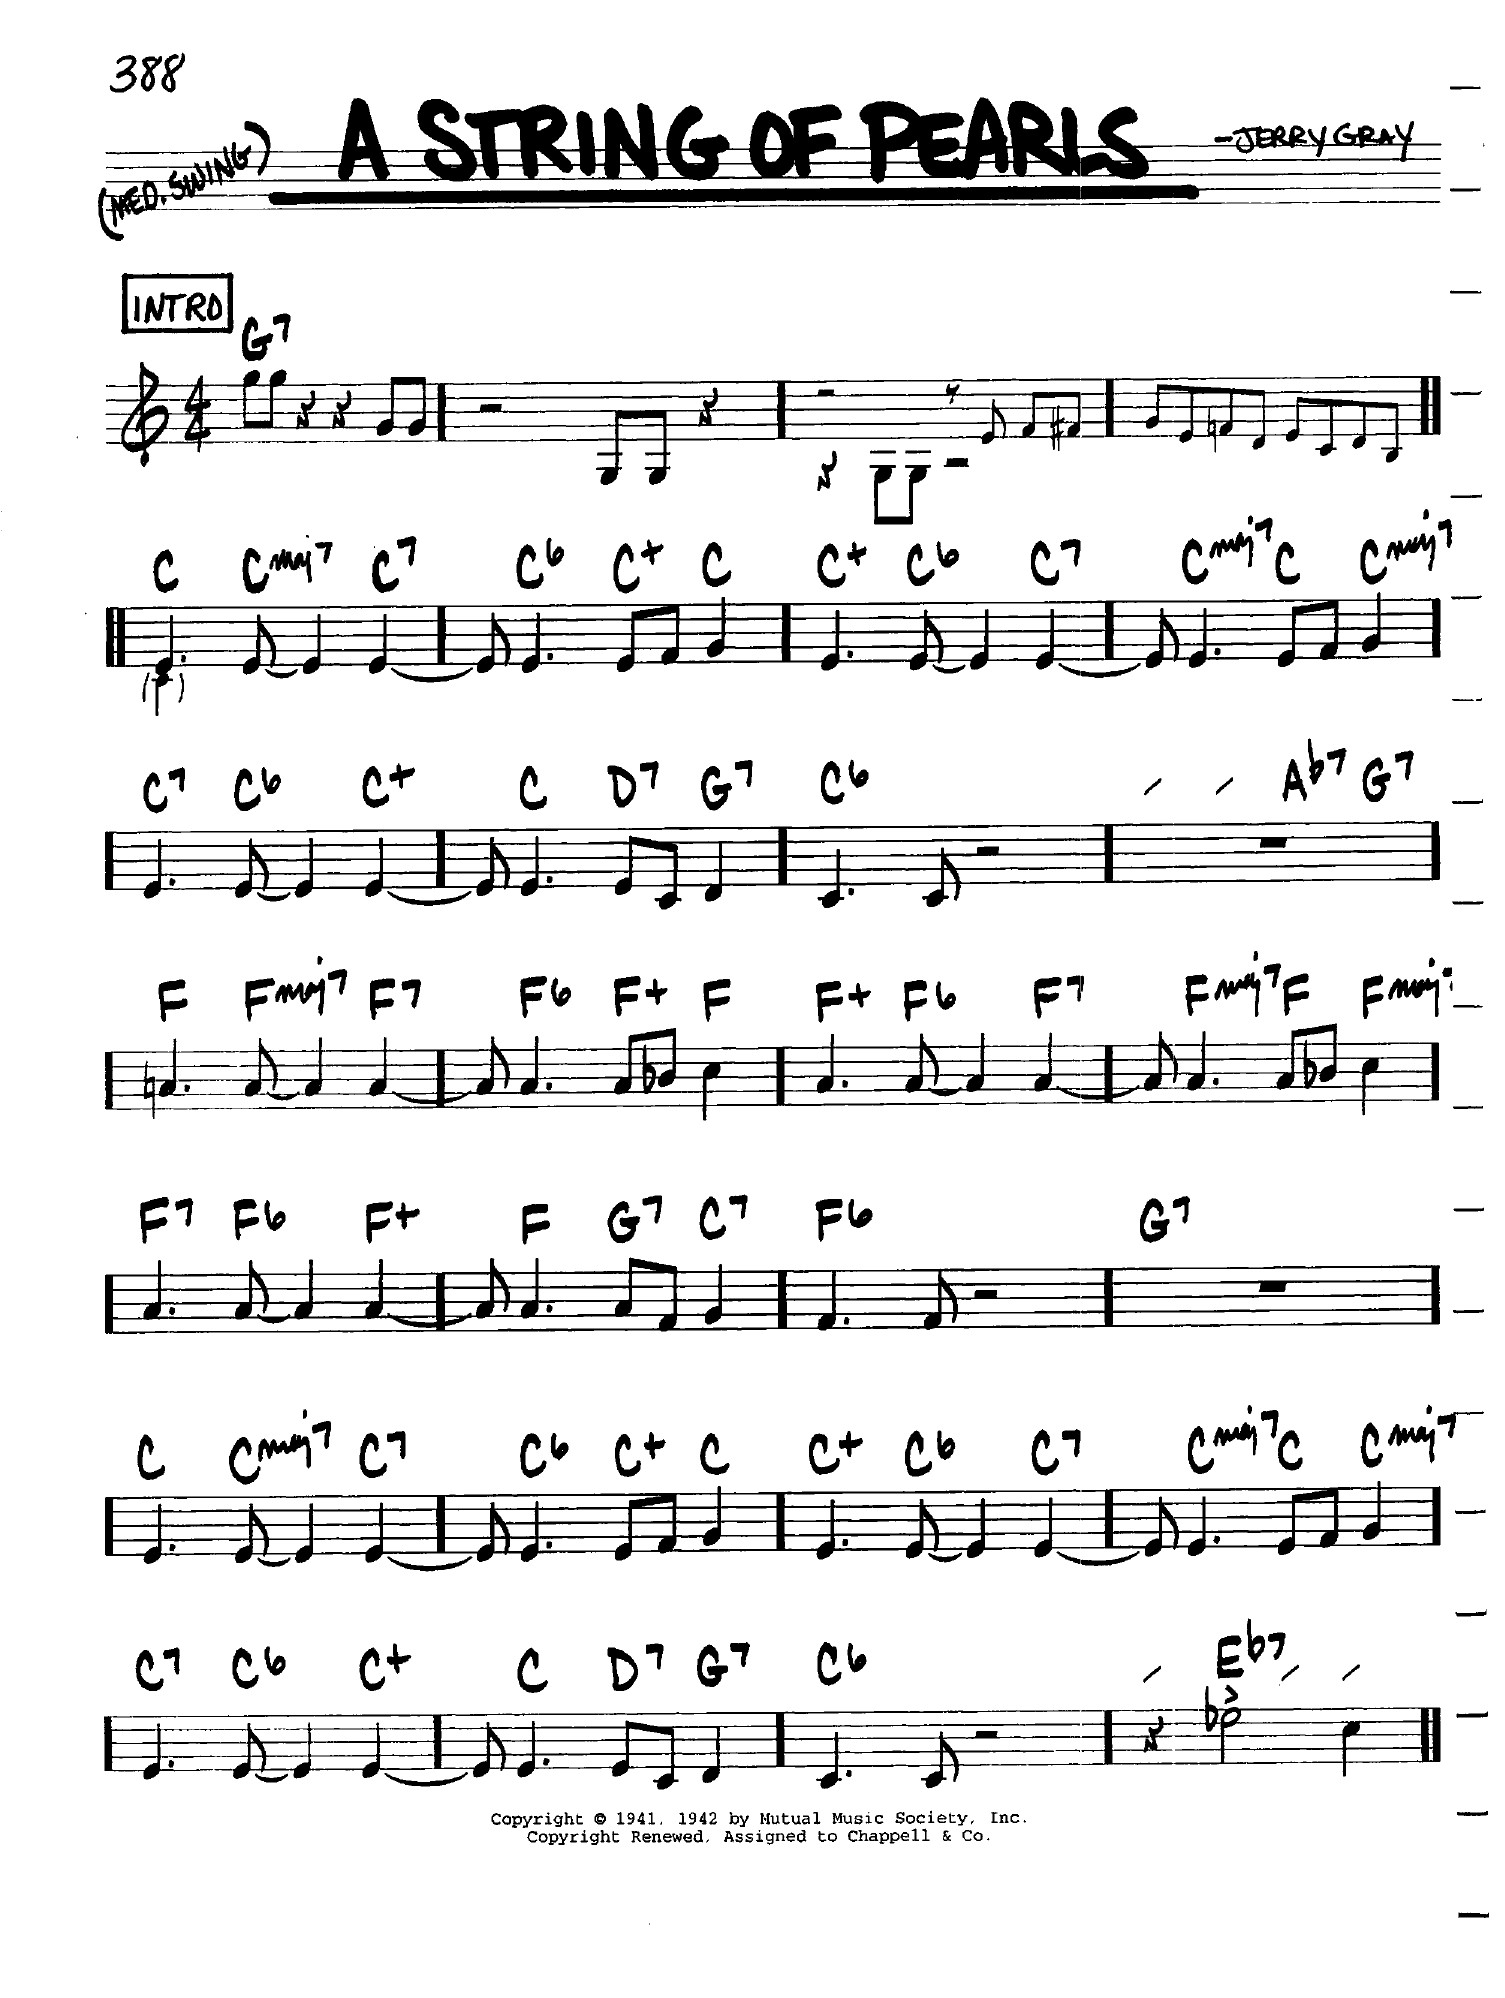 388
A STRING OF PEARLS
-JERRY GRAY
(MED. SWING)
INTRO
G7
4
4
C Cmaj7 C7 C6 C+ C C+ C6 C7 Cmaj7 C Cmaj7
( )
C7 C6 C+ C D7 G7 C6 / / Ab7 G7
F Fmaj7 F7 F6 F+ F F+ F6 F7 Fmaj7 F Fmaj7
F7 F6 F+ F G7 C7 F6 G7
C Cmaj7 C7 C6 C+ C C+ C6 C7 Cmaj7 C Cmaj7
C7 C6 C+ C D7 G7 C6 / Eb7 / /
Copyright © 1941, 1942 by Mutual Music Society, Inc.
Copyright Renewed, Assigned to Chappell & Co.